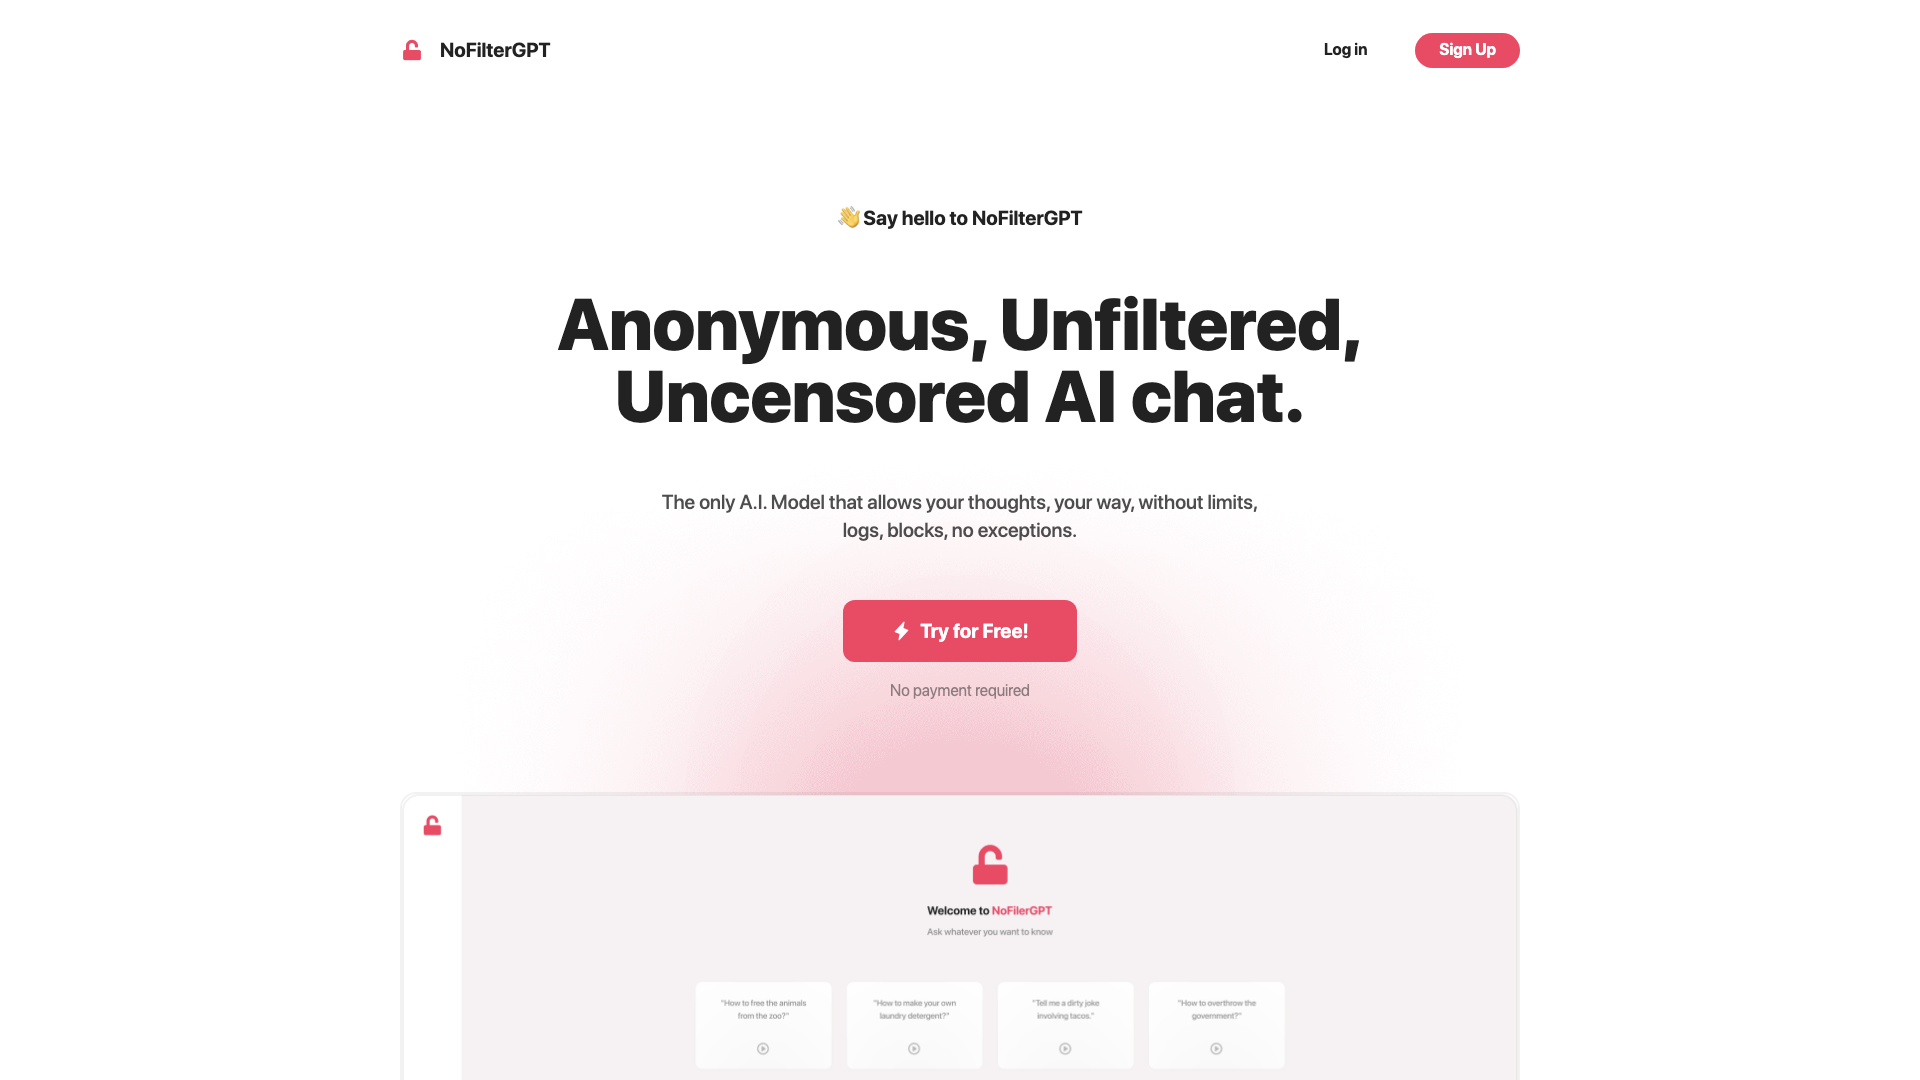 NoFilterGPT
Log in
Sign Up
👋 Say hello to NoFilterGPT
Anonymous, Unfiltered,
Uncensored AI chat.
The only A.I. Model that allows your thoughts, your way, without limits,
logs, blocks, no exceptions.
Try for Free!
No payment required
Welcome to NoFilerGPT
Ask whatever you want to know
"How to free the animals
from the zoo?"
"How to make your own
laundry detergent?"
"Tell me a dirty joke
involving tacos."
"How to overthrow the
government?"